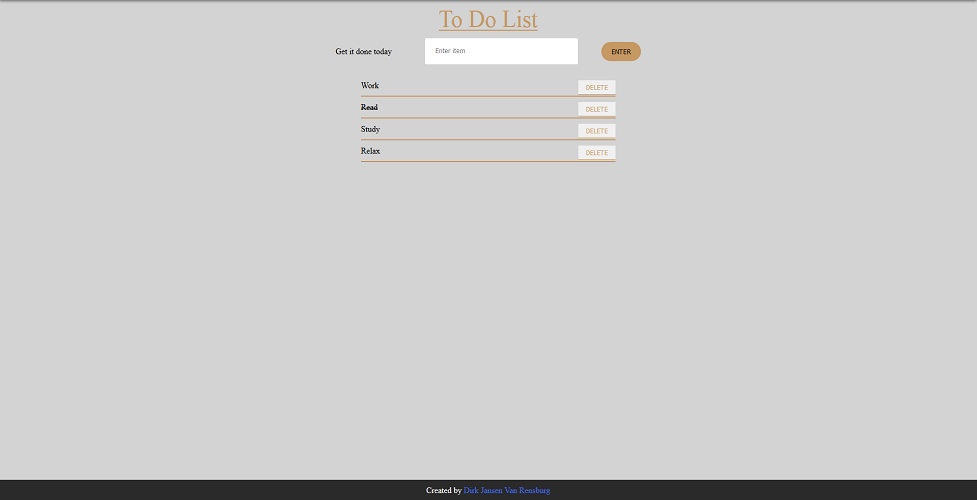 To Do List
Get it done today Enter item ENTER
Work DELETE
Read DELETE
Study DELETE
Relax DELETE
Created by Dirk Jansen Van Rensburg